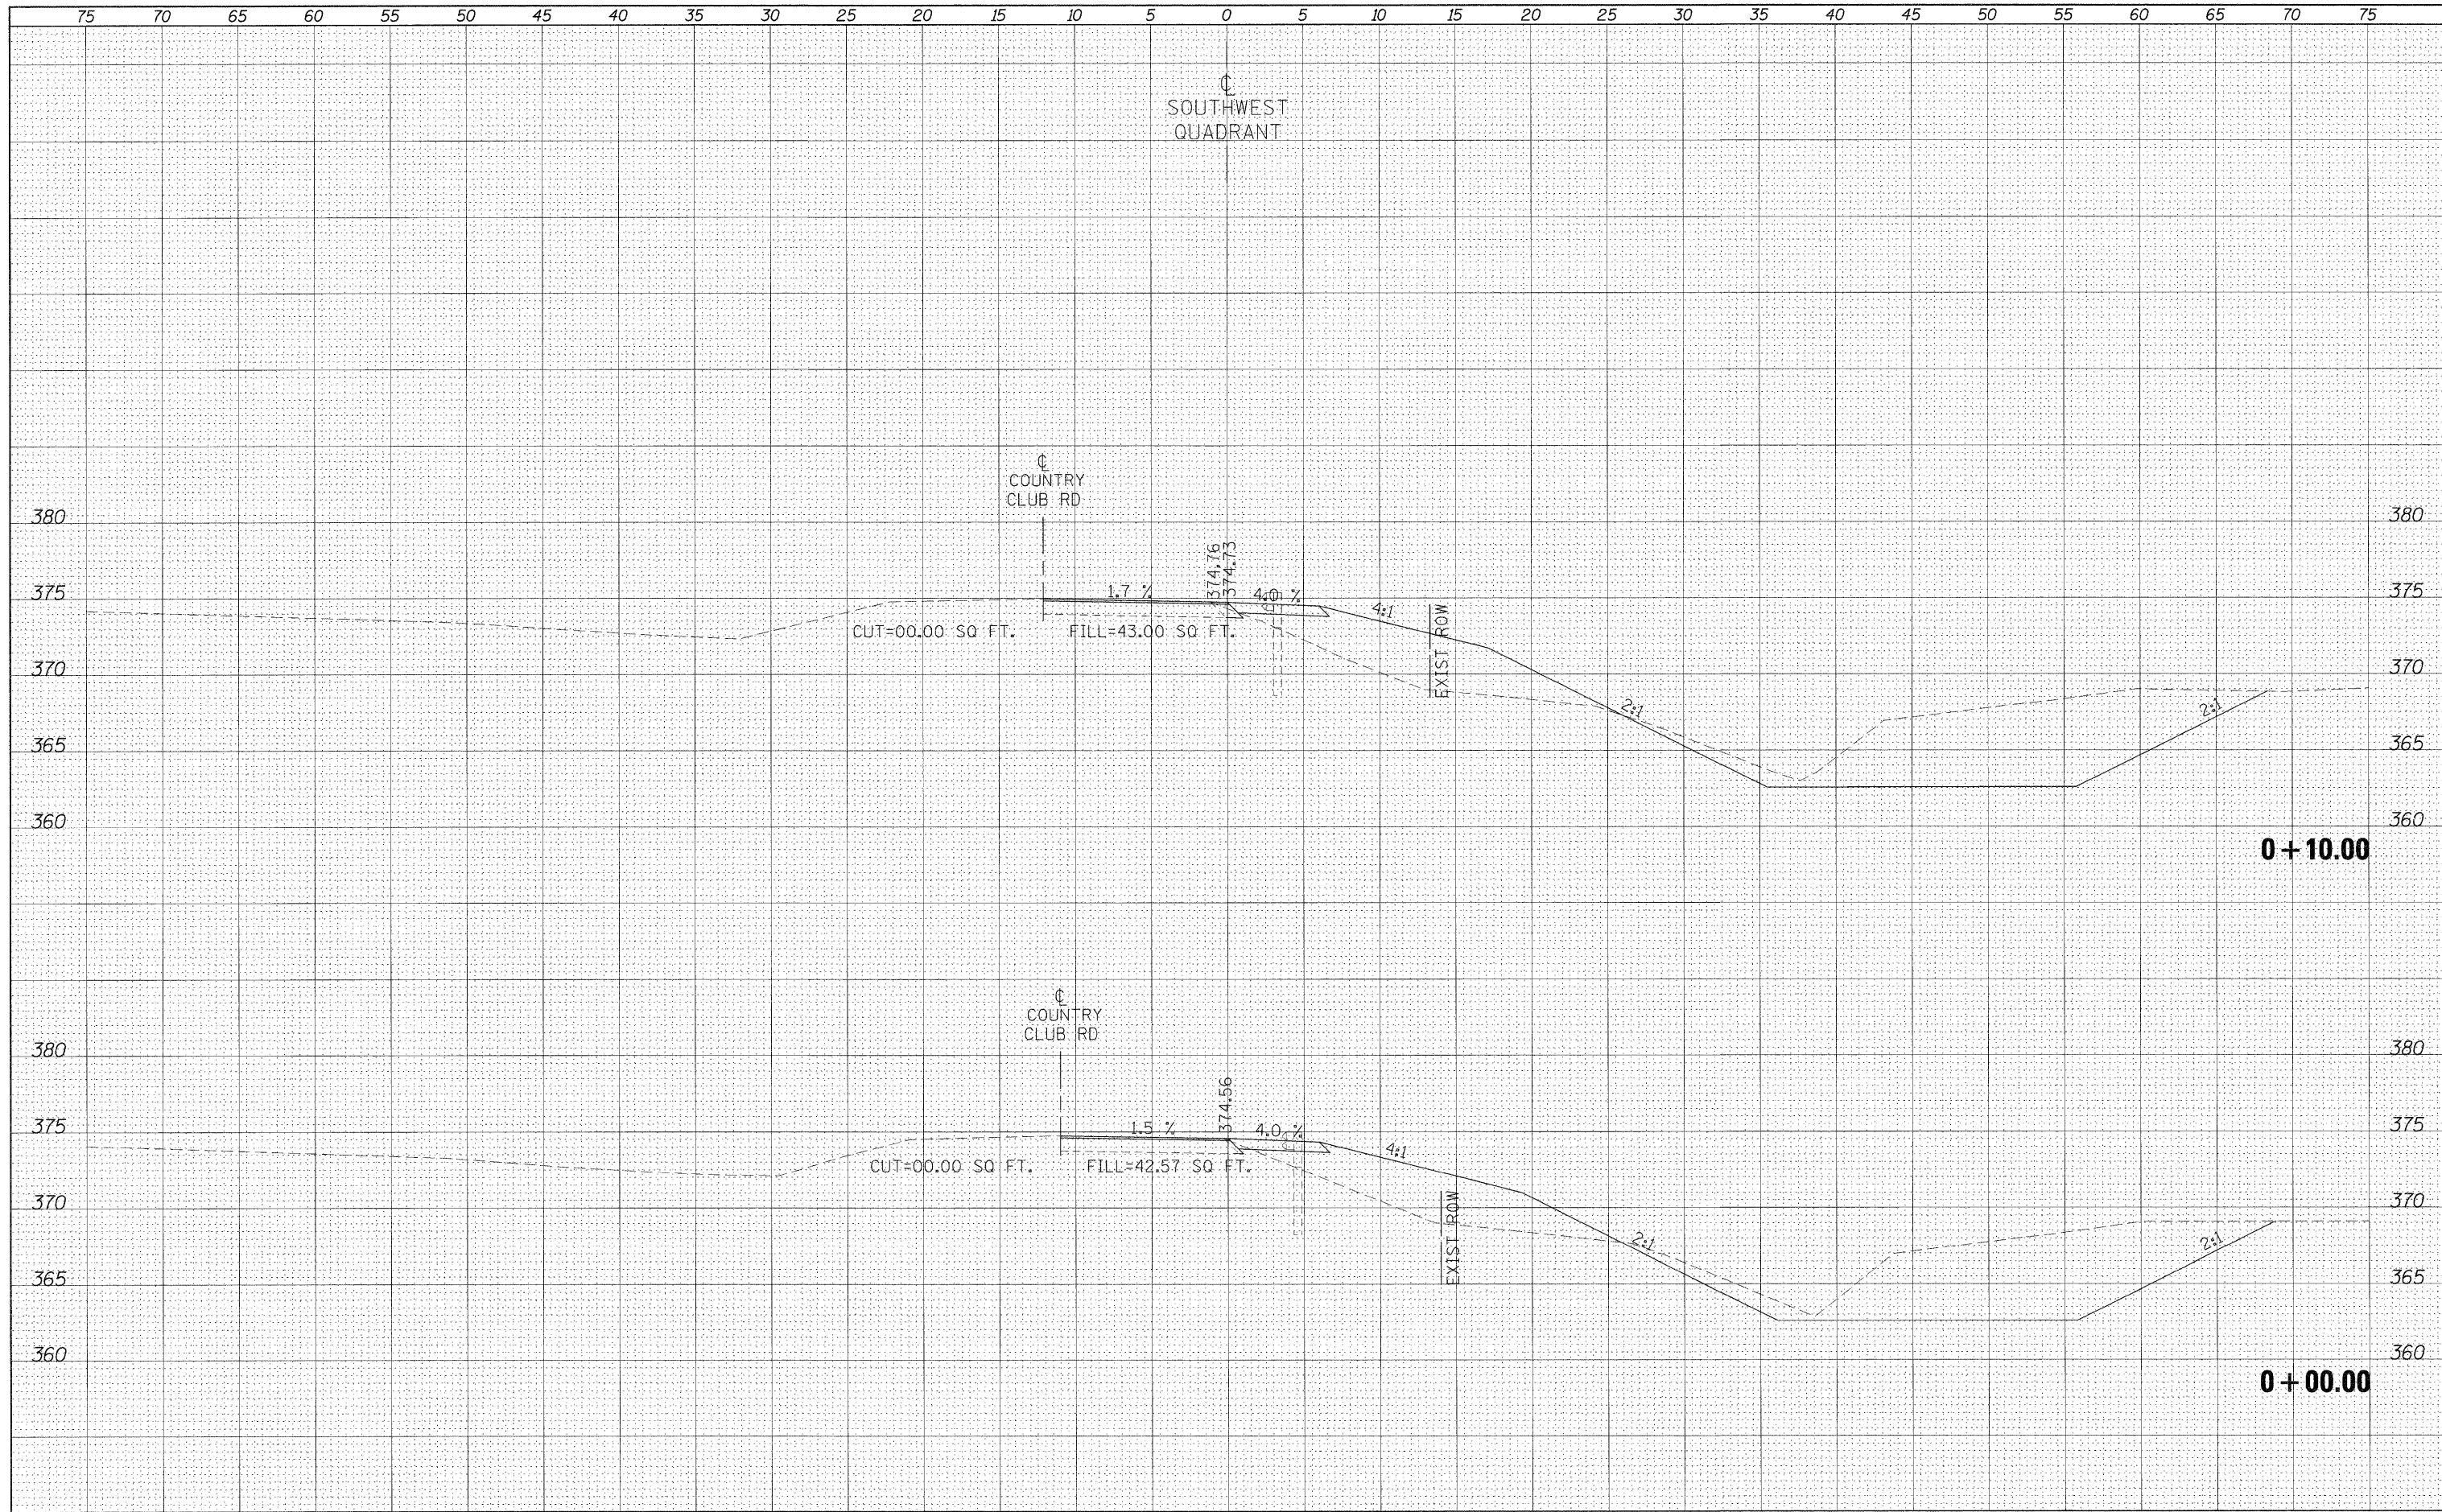 75 70 65 60 55 50 45 40 35 30 25 20 15 10 5 0 5 10 15 20 25 30 35 40 45 50 55 60 65 70 75
℄
SOUTHWEST
QUADRANT
℄
COUNTRY
CLUB RD
380 380
374.76
374.73
375 1.7 % 4.0 % 4:1 375
CUT=00.00 SQ FT. FILL=43.00 SQ FT.
EXIST ROW
370 370
2:1 2:1
365 365
360 360
0+10.00
℄
COUNTRY
CLUB RD
380 380
374.56
375 1.5 % 4.0 % 4:1 375
CUT=00.00 SQ FT. FILL=42.57 SQ FT.
EXIST ROW
370 370
2:1 2:1
365 365
360 360
0+00.00